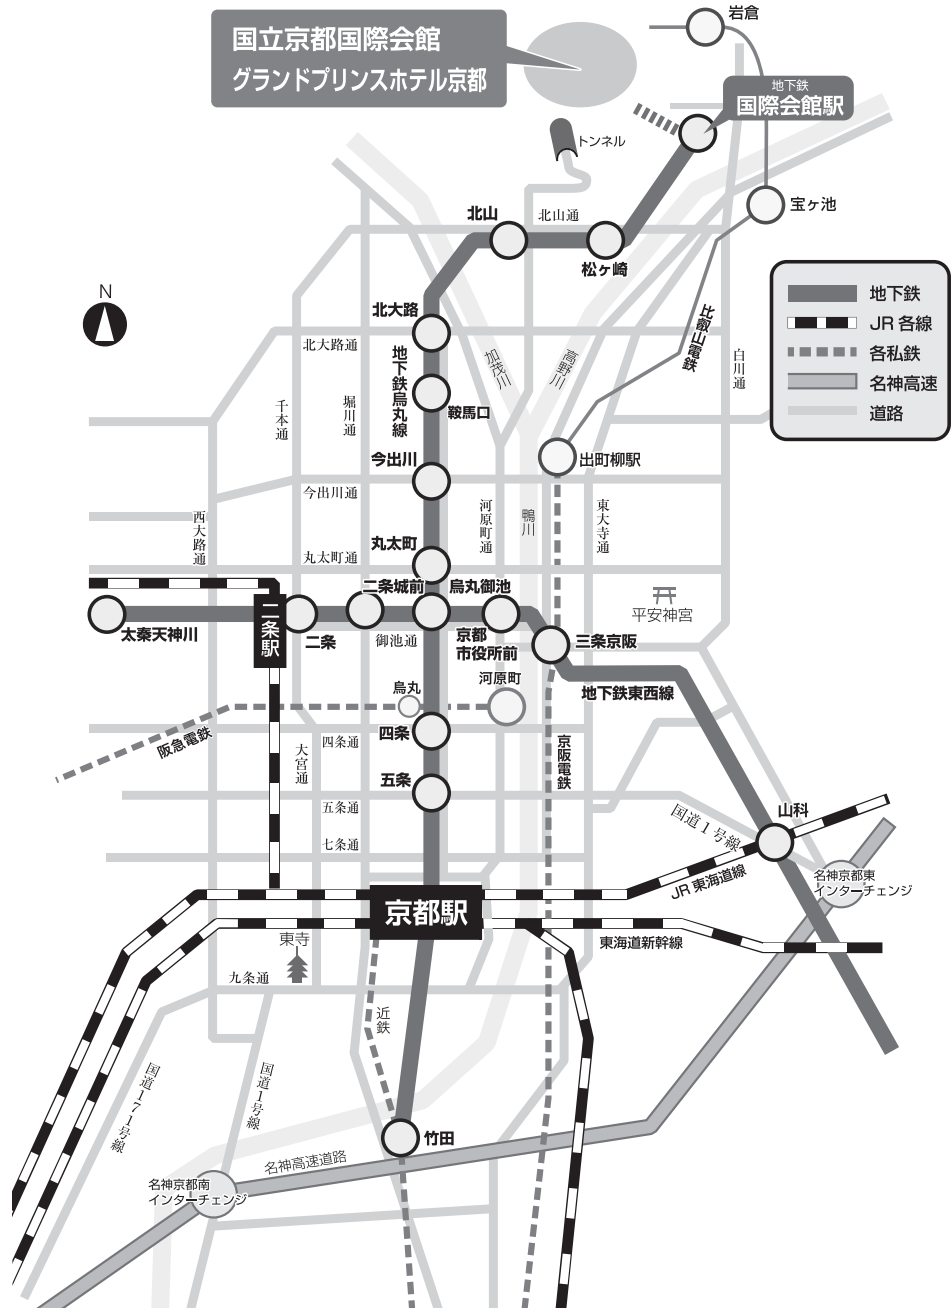 岩倉
国立京都国際会館
グランドプリンスホテル京都
地下鉄
国際会館駅
トンネル
宝ヶ池
北山
北山通
松ヶ崎
N
地下鉄
JR 各線
各私鉄
名神高速
道路
北大路
北大路通
地下鉄烏丸線
加茂川
高野川
比叡山電鉄
白川通
千本通
堀川通
鞍馬口
今出川
出町柳駅
今出川通
河原町通
鴨川
東大寺通
西大路通
丸太町
丸太町通
二条城前
烏丸御池
平安神宮
太秦天神川
二条駅
二条
御池通
京都
市役所前
三条京阪
河原町
烏丸
地下鉄東西線
阪急電鉄
四条
四条通
大宮通
京阪電鉄
五条
五条通
七条通
国道1号線
山科
JR 東海道線
名神京都東
インターチェンジ
京都駅
東海道新幹線
東寺
九条通
近鉄
国道171号線
国道1号線
竹田
名神高速道路
名神京都南
インターチェンジ